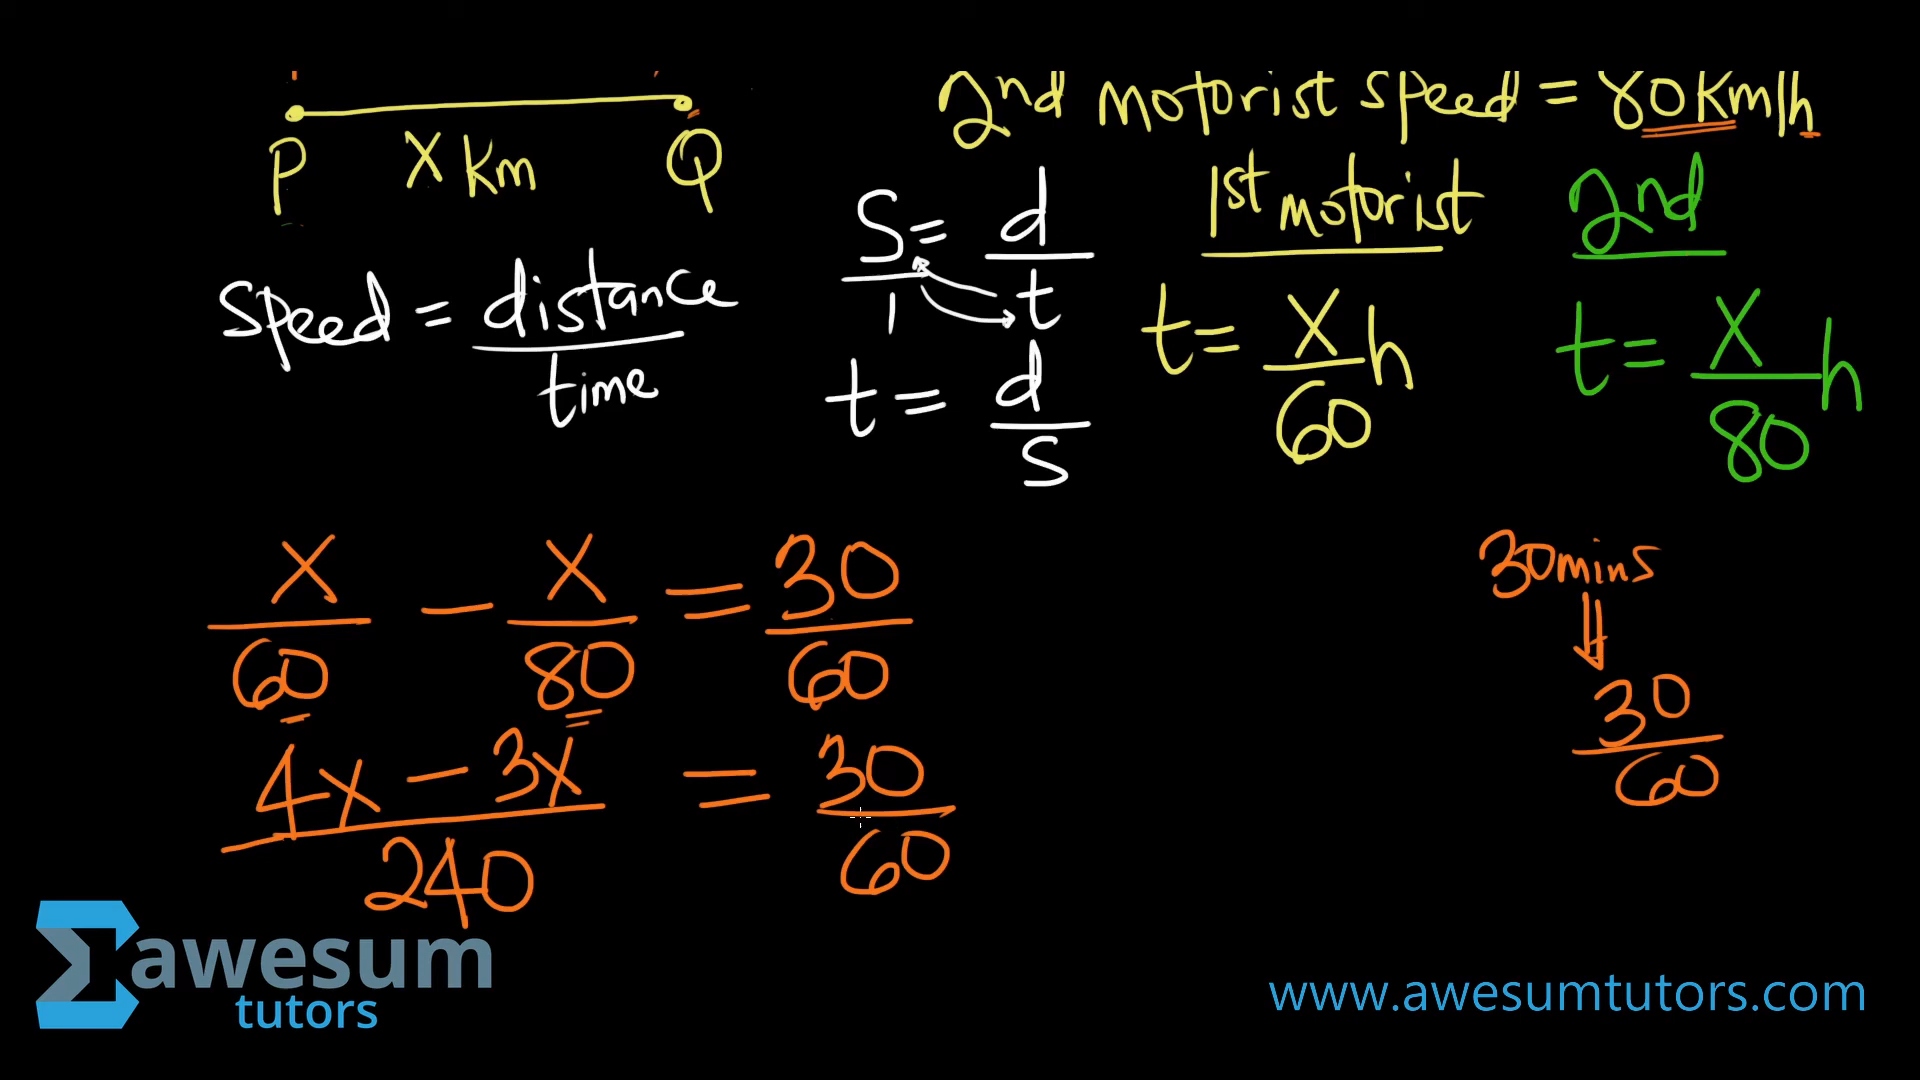 2nd motorist speed = 80Km/h
P X Km Q
speed = distance / time
S/1 = d/t
t = d/s
1st motorist
t = X/60 h
2nd
t = X/80 h
X/60 - X/80 = 30/60
4x - 3x / 240 = 30/60
30mins
30/60
awesum
tutors
www.awesumtutors.com